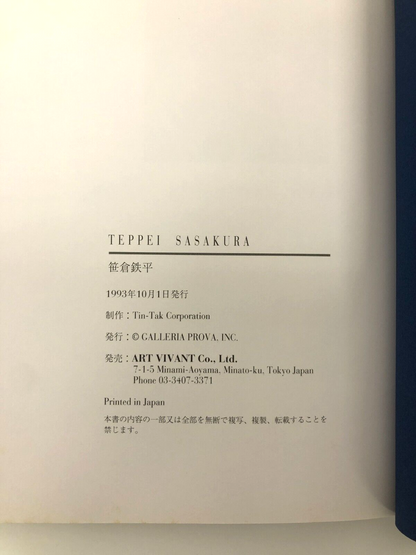 TEPPEI SASAKURA
笹倉鉄平
1993年10月1日発行
制作：Tin-Tak Corporation
発行：© GALLERIA PROVA, INC.
発売：ART VIVANT Co., Ltd.
7-1-5 Minami-Aoyama, Minato-ku, Tokyo Japan
Phone 03-3407-3371
Printed in Japan
本書の内容の一部又は全部を無断で複写、複製、転載することを
禁じます。